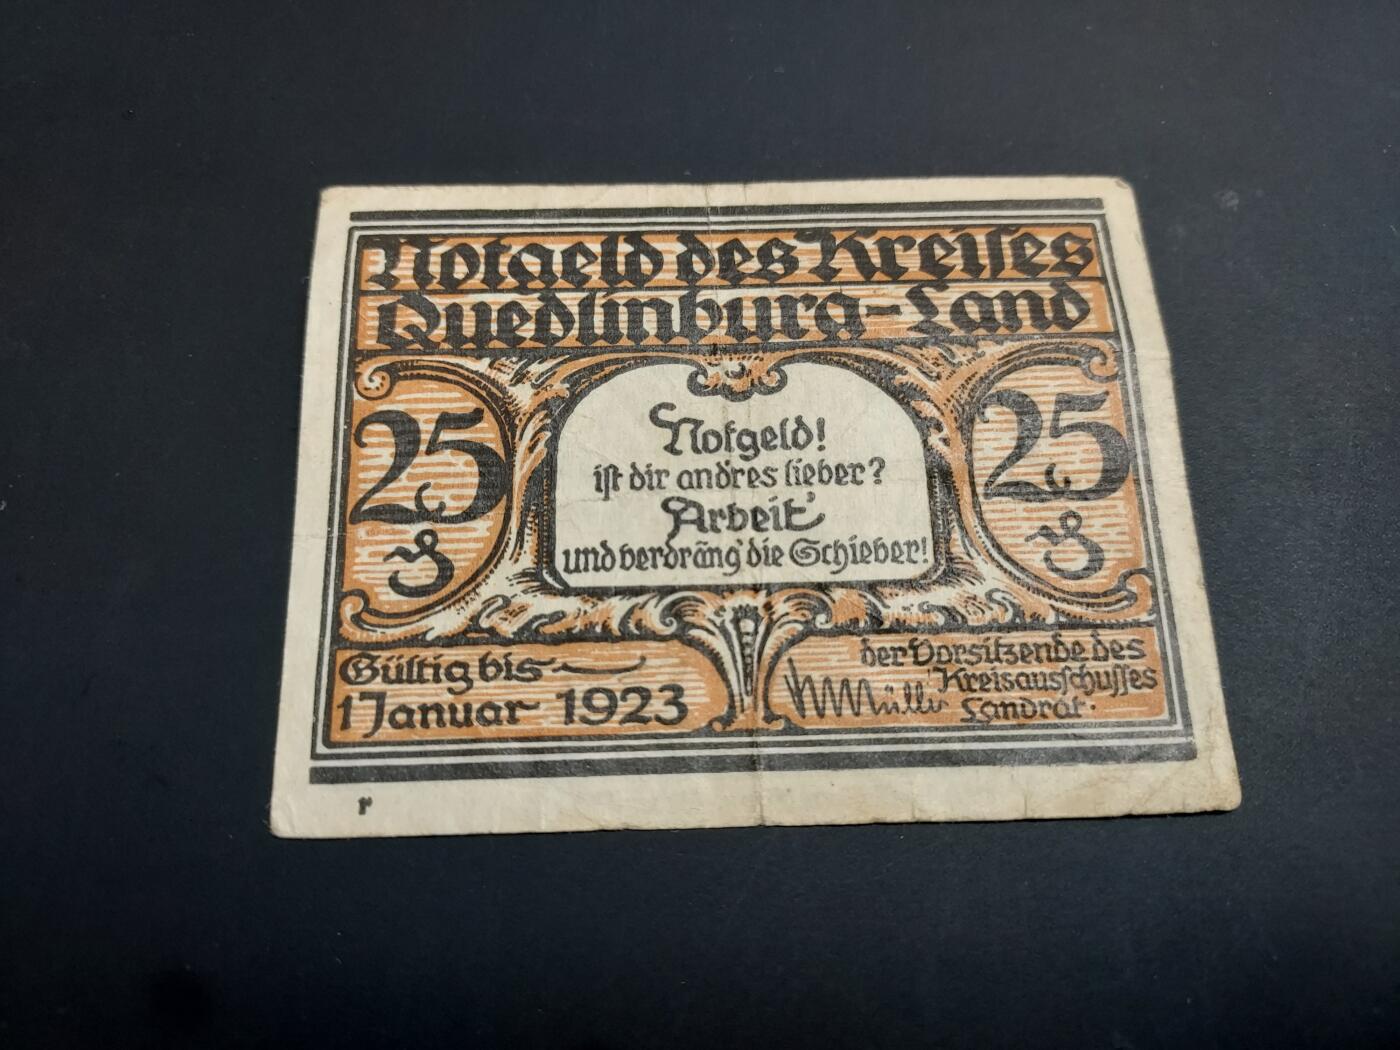 Notgeld des Kreises
Quedlinburg-Land
25
₰
Notgeld!
ist dir andres lieber?
Arbeit'
und verdräng' die Schieber!
25
₰
Gültig bis
1 Januar 1923
der Vorsitzende des
Kreisausschusses
Müller Landrat.
r